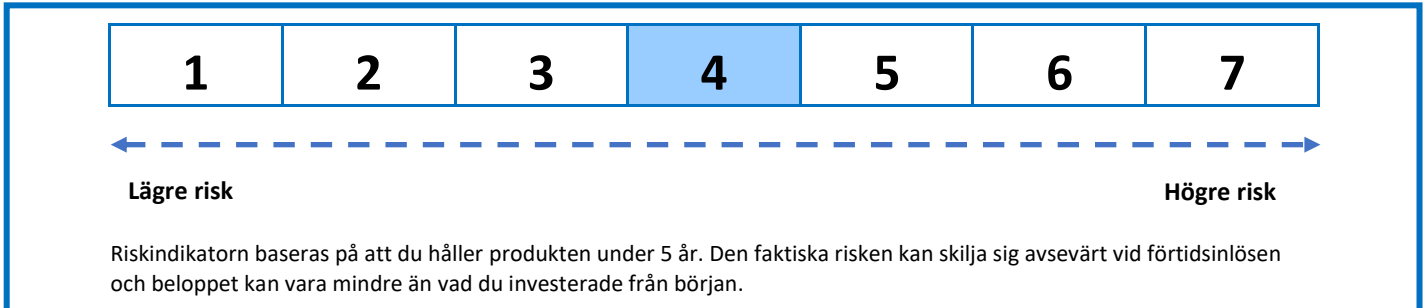 1 2 3 4 5 6 7
Lägre risk Högre risk
Riskindikatorn baseras på att du håller produkten under 5 år. Den faktiska risken kan skilja sig avsevärt vid förtidsinlösen
och beloppet kan vara mindre än vad du investerade från början.